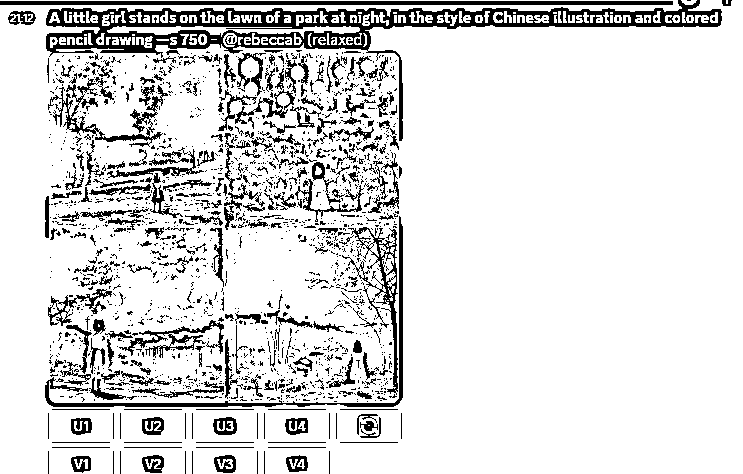 21:12 A little girl stands on the lawn of a park at night, in the style of Chinese illustration and colored
pencil drawing --s 750 - @rebeccab (relaxed)
U1 U2 U3 U4
V1 V2 V3 V4